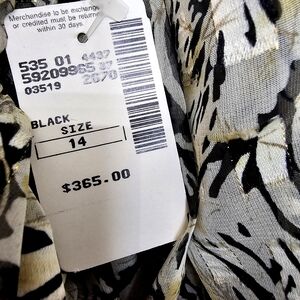 Merchandise to be exchanged
or credited must be returned
within 30 days.
535 01 4437
59209965 37
03519 2670
BLACK
SIZE
14
$365.00